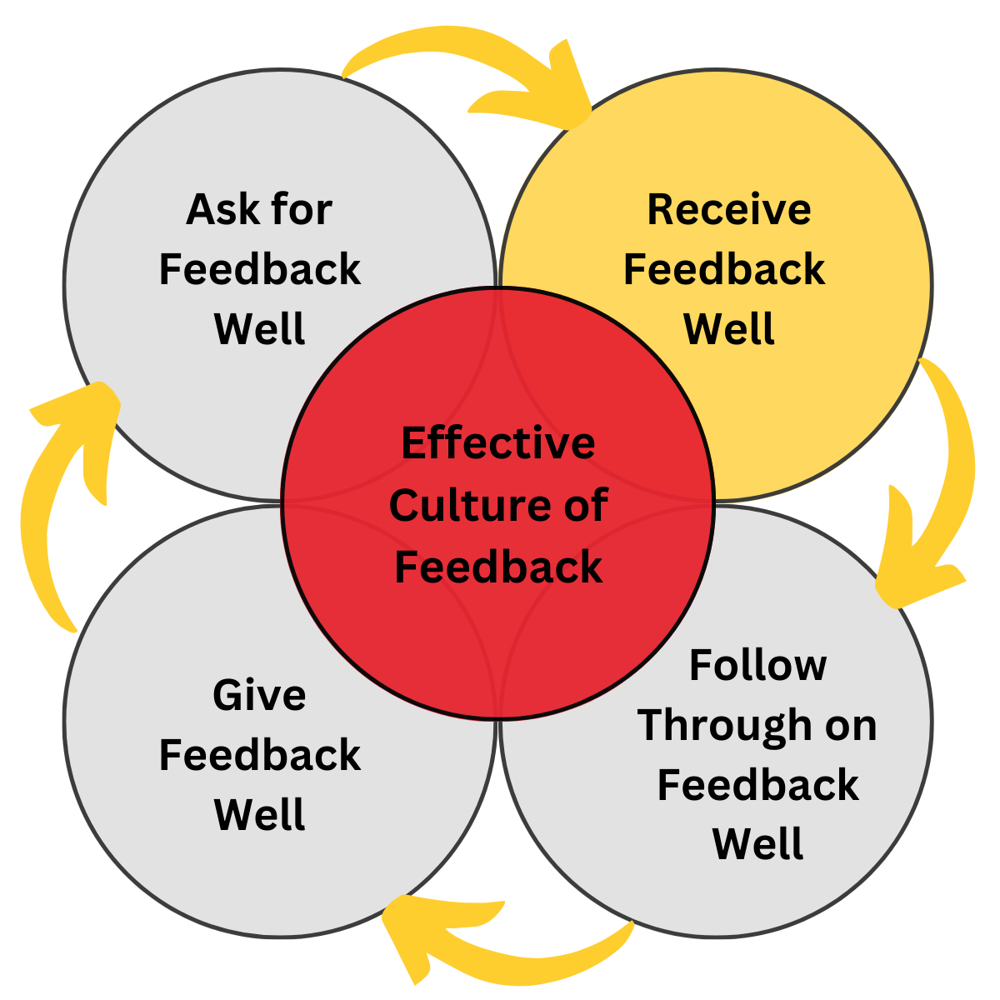 Ask for
Feedback
Well
Receive
Feedback
Well
Effective
Culture of
Feedback
Give
Feedback
Well
Follow
Through on
Feedback
Well